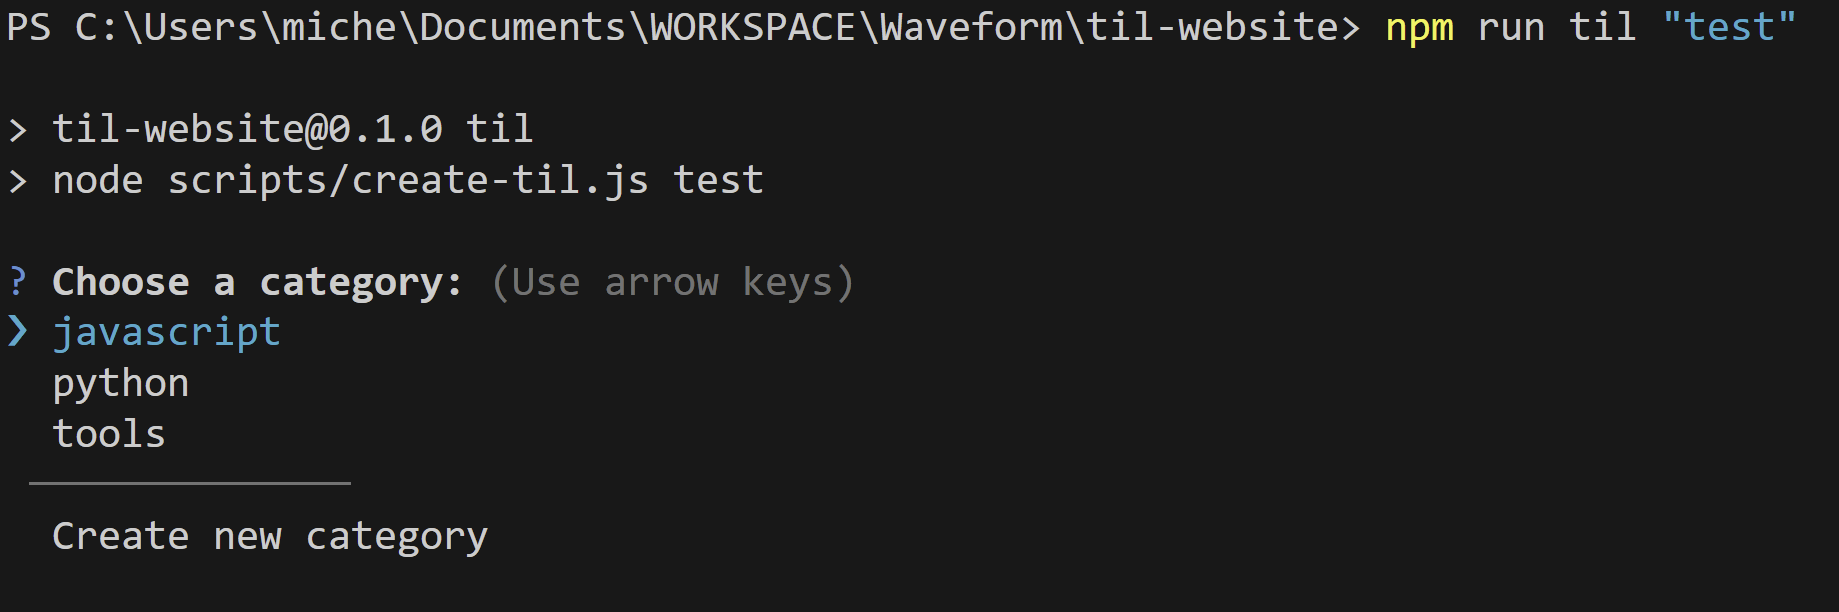 PS C:\Users\miche\Documents\WORKSPACE\Waveform\til-website> npm run til "test"
> til-website@0.1.0 til
> node scripts/create-til.js test
? Choose a category: (Use arrow keys)
❯ javascript
python
tools
Create new category